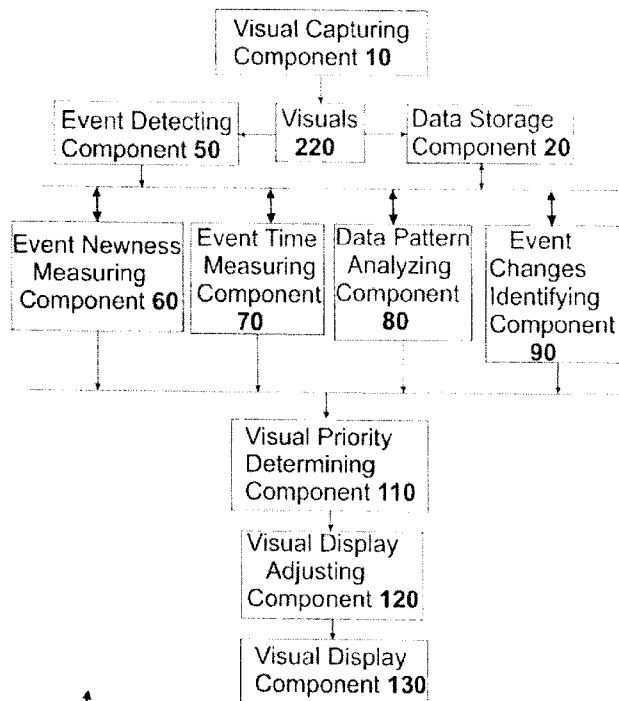 Visual Capturing
Component 10
Event Detecting
Component 50
Visuals
220
Data Storage
Component 20
Event Newness
Measuring
Component 60
Event Time
Measuring
Component
70
Data Pattern
Analyzing
Component
80
Event
Changes
Identifying
Component
90
Visual Priority
Determining
Component 110
Visual Display
Adjusting
Component 120
Visual Display
Component 130